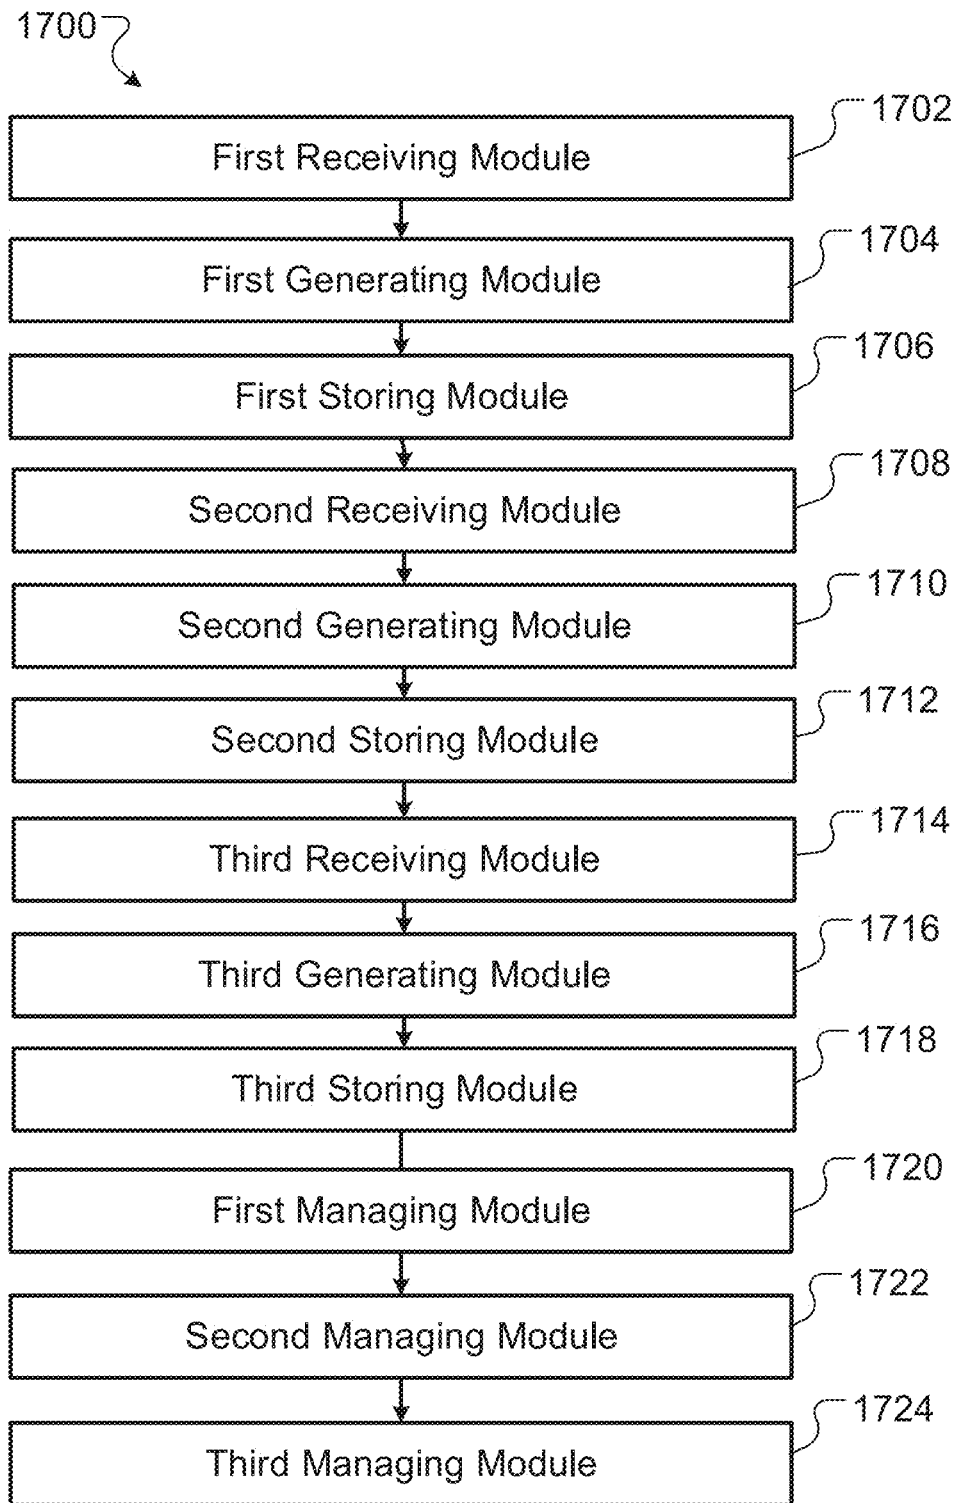 1700
1702
First Receiving Module
1704
First Generating Module
1706
First Storing Module
1708
Second Receiving Module
1710
Second Generating Module
1712
Second Storing Module
1714
Third Receiving Module
1716
Third Generating Module
1718
Third Storing Module
1720
First Managing Module
1722
Second Managing Module
1724
Third Managing Module